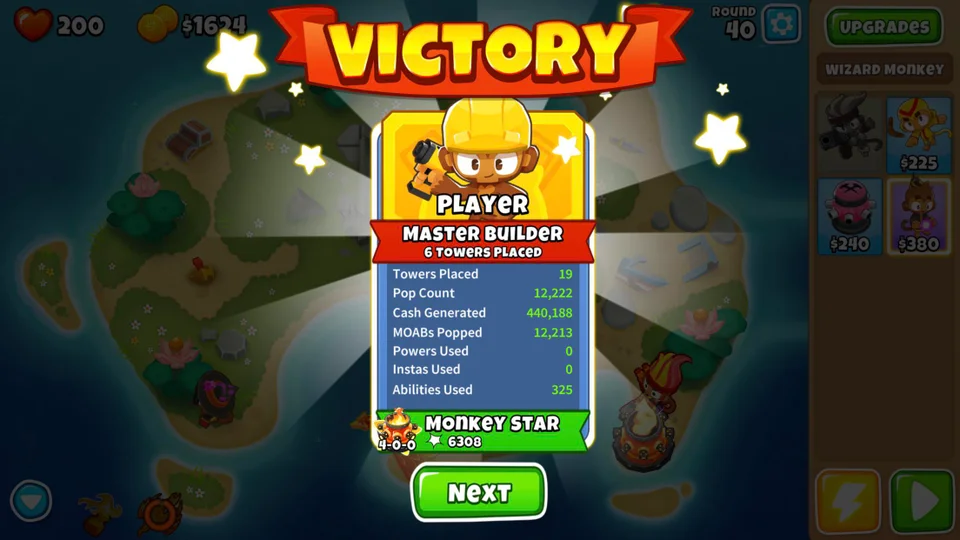 200
$1624
VICTORY
ROUND
40
UPGRADES
WIZARD MONKEY
$225
$240
$380
PLAYER
MASTER BUILDER
6 TOWERS PLACED
Towers Placed 19
Pop Count 12,222
Cash Generated 440,188
MOABs Popped 12,213
Powers Used 0
Instas Used 0
Abilities Used 325
4-0-0
MONKEY STAR
6308
NEXT